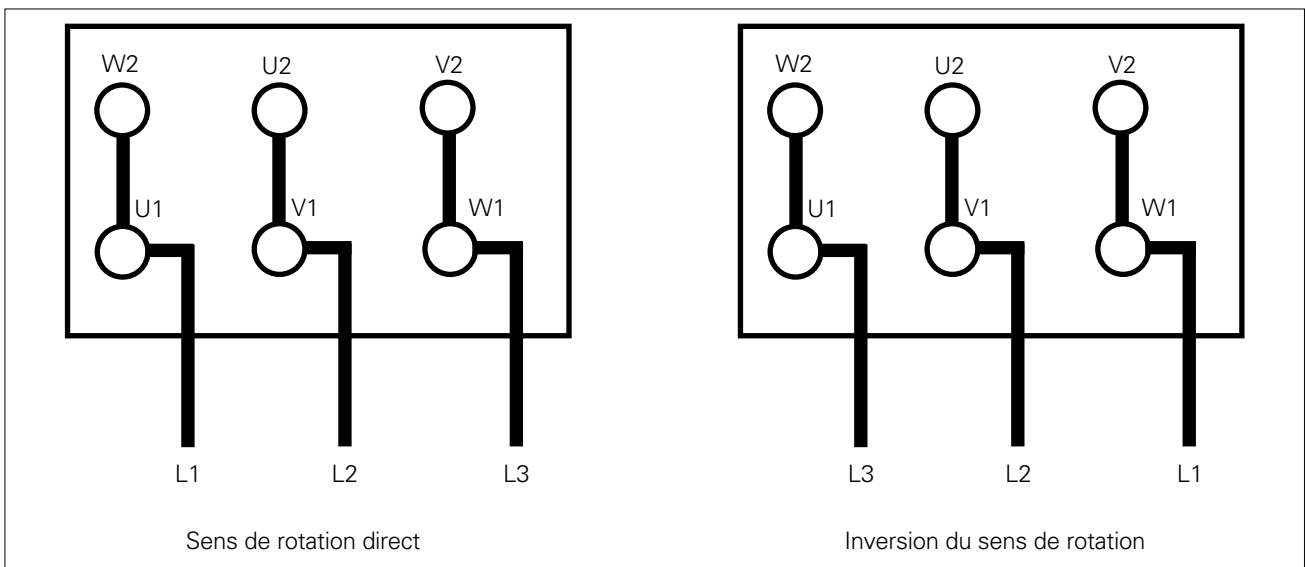 W2 U2 V2
U1 V1 W1
L1 L2 L3
Sens de rotation direct
W2 U2 V2
U1 V1 W1
L3 L2 L1
Inversion du sens de rotation